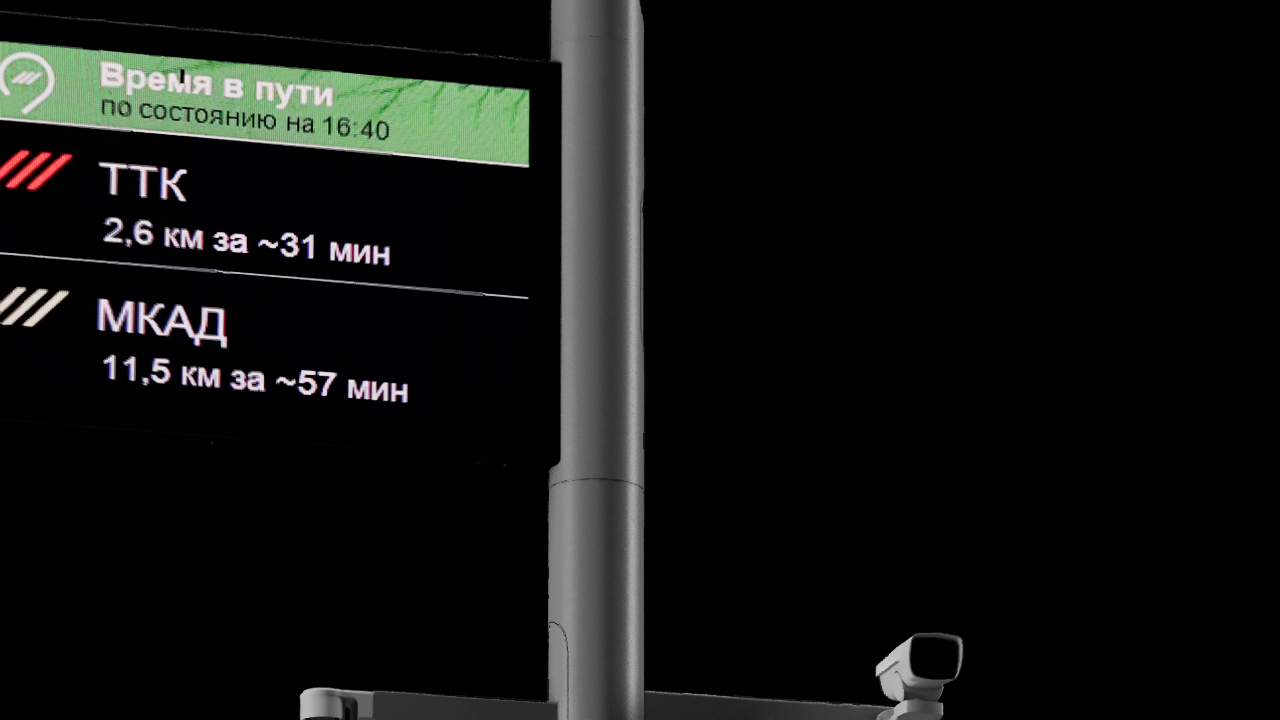 Время в пути
по состоянию на 16:40
ТТК
2,6 км за ~31 мин
МКАД
11,5 км за ~57 мин